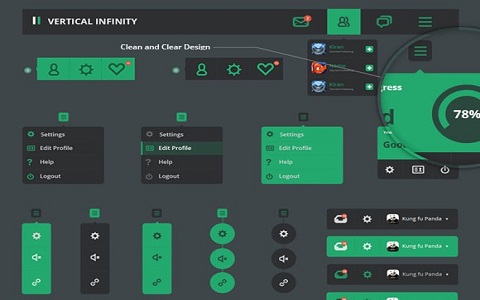 VERTICAL INFINITY
Clean and Clear Design
Kiran
78%
Settings
Edit Profile
Help
Logout
Settings
Edit Profile
Help
Logout
Settings
Edit Profile
Help
Logout
Kung fu Panda
Kung fu Panda
Kung fu Panda